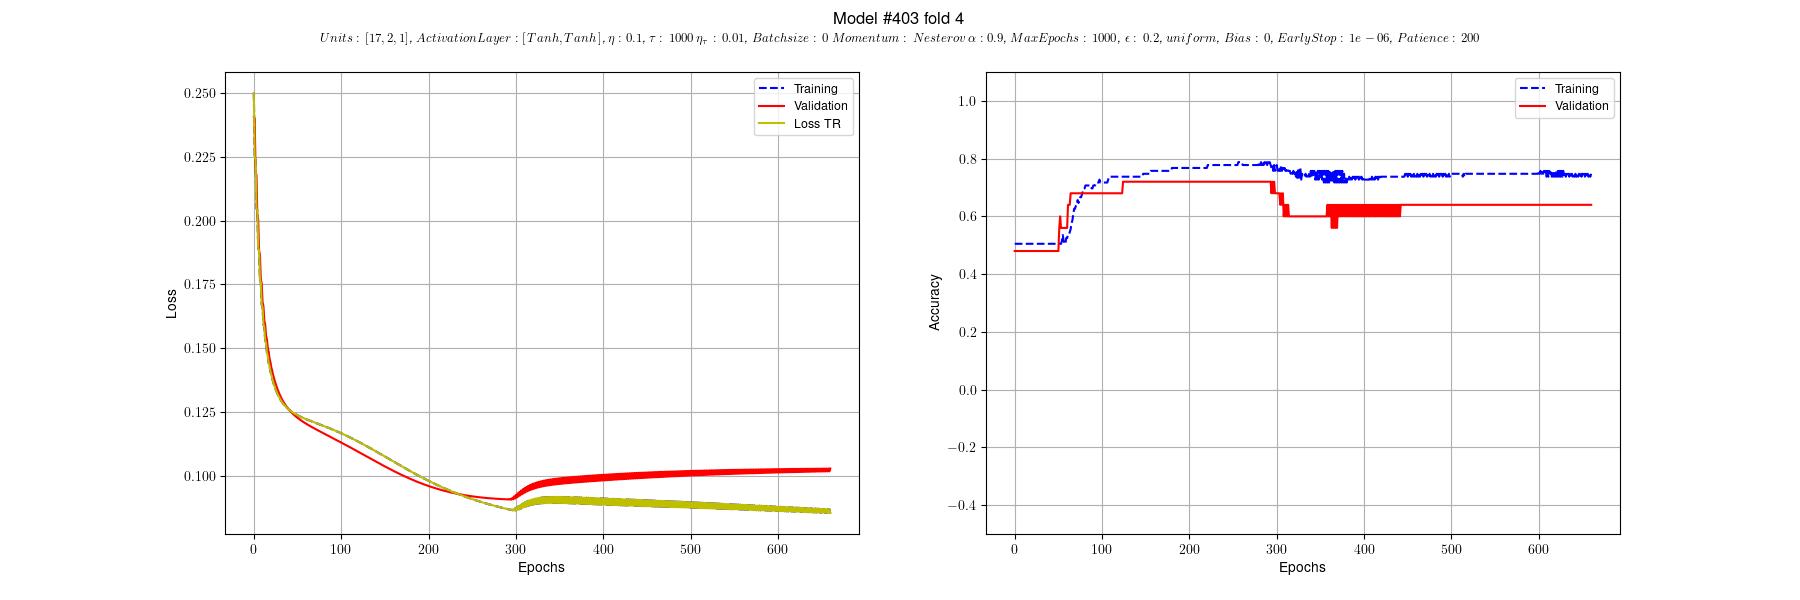 Model #403 fold 4
Units : [17, 2, 1], ActivationLayer : [Tanh, Tanh], η : 0.1, τ : 1000 η_τ : 0.01, Batchsize : 0 Momentum : Nesterov α : 0.9, MaxEpochs : 1000, ϵ : 0.2, uniform, Bias : 0, EarlyStop : 1e − 06, Patience : 200
Loss
0.250
0.225
0.200
0.175
0.150
0.125
0.100
0 100 200 300 400 500 600
Epochs
Training
Validation
Loss TR
Accuracy
1.0
0.8
0.6
0.4
0.2
0.0
−0.2
−0.4
0 100 200 300 400 500 600
Epochs
Training
Validation